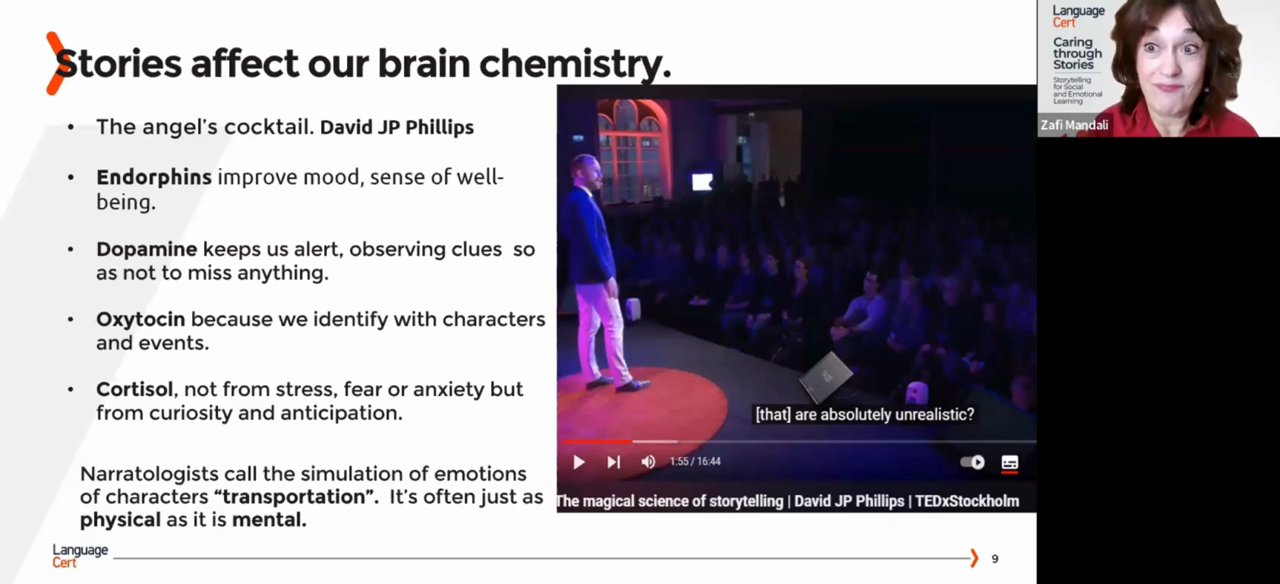 Stories affect our brain chemistry.
• The angel's cocktail. David JP Phillips
• Endorphins improve mood, sense of well-
being.
• Dopamine keeps us alert, observing clues so
as not to miss anything.
• Oxytocin because we identify with characters
and events.
• Cortisol, not from stress, fear or anxiety but
from curiosity and anticipation.
Narratologists call the simulation of emotions
of characters “transportation”. It's often just as
physical as it is mental.
[that] are absolutely unrealistic?
1:55 / 16:44
The magical science of storytelling | David JP Phillips | TEDxStockholm
Language
Cert
9
Language
Cert
Caring
through
Stories
Storytelling
for Social
and Emotional
Learning
Zafi Mandali